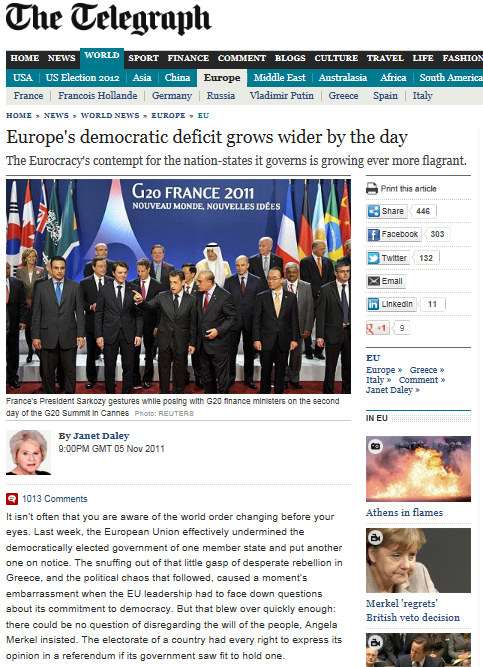 The Telegraph
HOME NEWS WORLD SPORT FINANCE COMMENT BLOGS CULTURE TRAVEL LIFE FASHION
USA US Election 2012 Asia China Europe Middle East Australasia Africa South America
France Francois Hollande Germany Russia Vladimir Putin Greece Spain Italy
HOME » NEWS » WORLD NEWS » EUROPE » EU
Europe's democratic deficit grows wider by the day
The Eurocracy's contempt for the nation-states it governs is growing ever more flagrant.
G20 FRANCE 2011
NOUVEAU MONDE, NOUVELLES IDÉES
France's President Sarkozy gestures while posing with G20 finance ministers on the second
day of the G20 Summit in Cannes Photo: REUTERS
By Janet Daley
9:00PM GMT 05 Nov 2011
1013 Comments
It isn't often that you are aware of the world order changing before your
eyes. Last week, the European Union effectively undermined the
democratically elected government of one member state and put another
one on notice. The snuffing out of that little gasp of desperate rebellion in
Greece, and the political chaos that followed, caused a moment's
embarrassment when the EU leadership had to face down questions
about its commitment to democracy. But that blew over quickly enough:
there could be no question of disregarding the will of the people, Angela
Merkel insisted. The electorate of a country had every right to express its
opinion in a referendum if its government saw fit to hold one.
Print this article
Share 446
Facebook 303
Twitter 132
Email
LinkedIn 11
+1 9
EU
Europe » Greece »
Italy » Comment »
Janet Daley »
IN EU
Athens in flames
Merkel 'regrets'
British veto decision